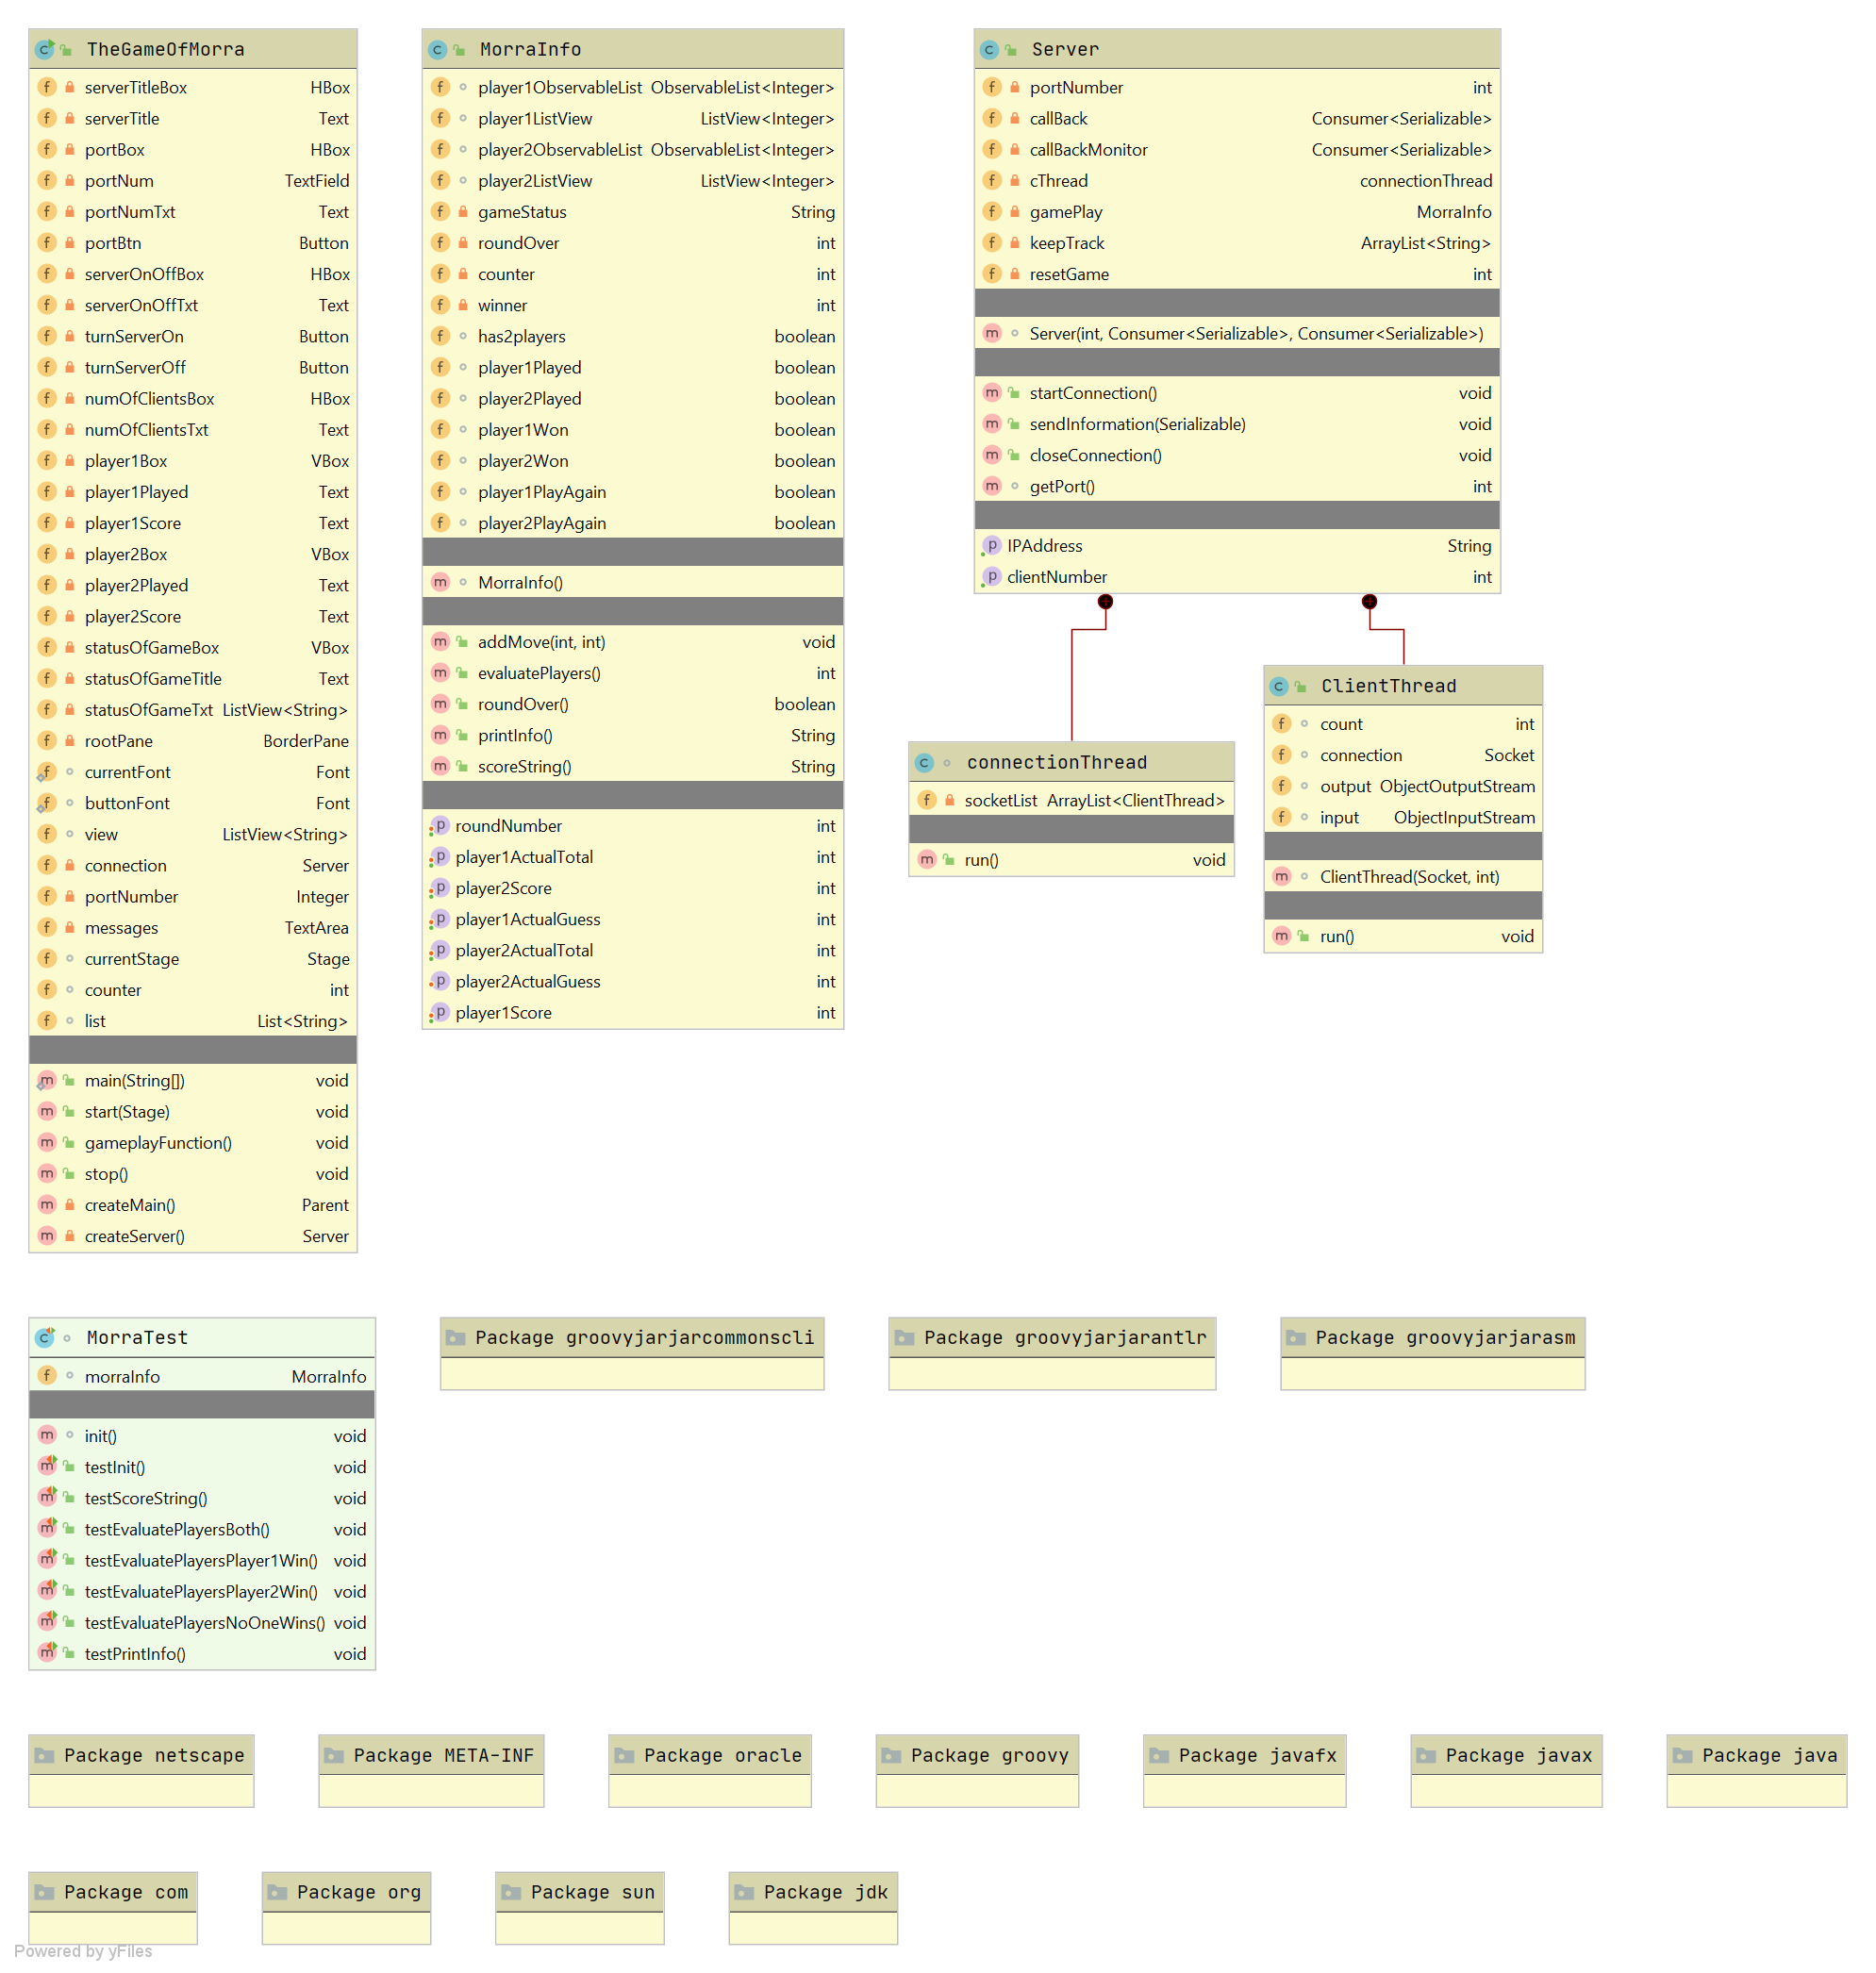 TheGameOfMorra
serverTitleBox HBox
serverTitle Text
portBox HBox
portNum TextField
portNumTxt Text
portBtn Button
serverOnOffBox HBox
serverOnOffTxt Text
turnServerOn Button
turnServerOff Button
numOfClientsBox HBox
numOfClientsTxt Text
player1Box VBox
player1Played Text
player1Score Text
player2Box VBox
player2Played Text
player2Score Text
statusOfGameBox VBox
statusOfGameTitle Text
statusOfGameTxt ListView<String>
rootPane BorderPane
currentFont Font
buttonFont Font
view ListView<String>
connection Server
portNumber Integer
messages TextArea
currentStage Stage
counter int
list List<String>
main(String[]) void
start(Stage) void
gameplayFunction() void
stop() void
createMain() Parent
createServer() Server
MorraInfo
player1ObservableList ObservableList<Integer>
player1ListView ListView<Integer>
player2ObservableList ObservableList<Integer>
player2ListView ListView<Integer>
gameStatus String
roundOver int
counter int
winner int
has2players boolean
player1Played boolean
player2Played boolean
player1Won boolean
player2Won boolean
player1PlayAgain boolean
player2PlayAgain boolean
MorraInfo()
addMove(int, int) void
evaluatePlayers() int
roundOver() boolean
printInfo() String
scoreString() String
roundNumber int
player1ActualTotal int
player2Score int
player1ActualGuess int
player2ActualTotal int
player2ActualGuess int
player1Score int
Server
portNumber int
callBack Consumer<Serializable>
callBackMonitor Consumer<Serializable>
cThread connectionThread
gamePlay MorraInfo
keepTrack ArrayList<String>
resetGame int
Server(int, Consumer<Serializable>, Consumer<Serializable>)
startConnection() void
sendInformation(Serializable) void
closeConnection() void
getPort() int
IPAddress String
clientNumber int
connectionThread
socketList ArrayList<ClientThread>
run() void
ClientThread
count int
connection Socket
output ObjectOutputStream
input ObjectInputStream
ClientThread(Socket, int)
run() void
MorraTest
morraInfo MorraInfo
init() void
testInit() void
testScoreString() void
testEvaluatePlayersBoth() void
testEvaluatePlayersPlayer1Win() void
testEvaluatePlayersPlayer2Win() void
testEvaluatePlayersNoOneWins() void
testPrintInfo() void
Package groovyjarjarcommonscli
Package groovyjarjarantlr
Package groovyjarjarasm
Package netscape
Package META-INF
Package oracle
Package groovy
Package javafx
Package javax
Package java
Package com
Package org
Package sun
Package jdk
Powered by yFiles